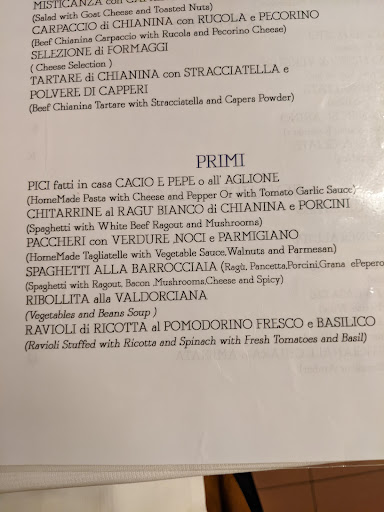 MISTICANZA con
(Salad with Goat Cheese and Toasted Nuts)
CARPACCIO di CHIANINA con RUCOLA e PECORINO
(Beef Chianina Carpaccio with Rucola and Pecorino Cheese)
SELEZIONE di FORMAGGI
( Cheese Selection )
TARTARE di CHIANINA con STRACCIATELLA e
POLVERE DI CAPPERI
(Beef Chianina Tartare with Stracciatella and Capers Powder)
PRIMI
PICI fatti in casa CACIO E PEPE o all' AGLIONE
(HomeMade Pasta with Cheese and Pepper Or with Tomato Garlic Sauce)
CHITARRINE al RAGU' BIANCO di CHIANINA e PORCINI
(Spaghetti with White Beef Ragout and Mushrooms)
PACCHERI con VERDURE ,NOCI e PARMIGIANO
(HomeMade Tagliatelle with Vegetable Sauce,Walnuts and Parmesan)
SPAGHETTI ALLA BARROCCIAIA (Ragù, Pancetta,Porcini,Grana ePepero
(Spaghetti with Ragout, Bacon ,Mushrooms,Cheese and Spicy)
RIBOLLITA alla VALDORCIANA
(Vegetables and Beans Soup )
RAVIOLI di RICOTTA al POMODORINO FRESCO e BASILICO
(Ravioli Stuffed with Ricotta and Spinach with Fresh Tomatoes and Basil)